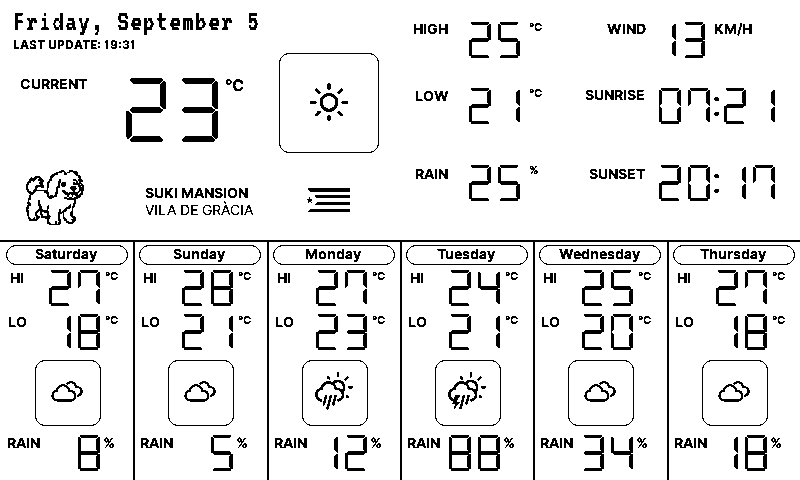 Friday, September 5
LAST UPDATE: 19:31
CURRENT 23 °C
SUKI MANSION
VILA DE GRÀCIA
HIGH 25 °C
LOW 21 °C
RAIN 25 %
WIND 13 KM/H
SUNRISE 07:21
SUNSET 20:17
Saturday
HI 27 °C
LO 18 °C
RAIN 8 %
Sunday
HI 28 °C
LO 21 °C
RAIN 5 %
Monday
HI 27 °C
LO 23 °C
RAIN 12 %
Tuesday
HI 24 °C
LO 21 °C
RAIN 88 %
Wednesday
HI 25 °C
LO 20 °C
RAIN 34 %
Thursday
HI 27 °C
LO 18 °C
RAIN 18 %